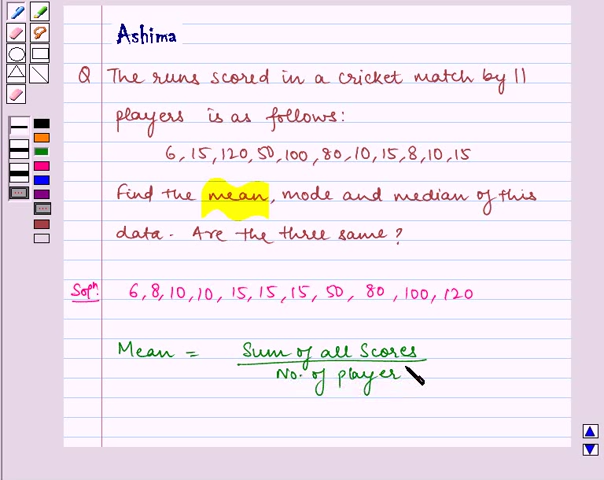 Ashima
Q The runs scored in a cricket match by 11
players is as follows:
6, 15, 120, 50, 100, 80, 10, 15, 8, 10, 15
Find the mean, mode and median of this
data. Are the three same?
Solⁿ. 6, 8, 10, 10, 15, 15, 15, 50, 80, 100, 120
Mean = Sum of all scores
No. of player